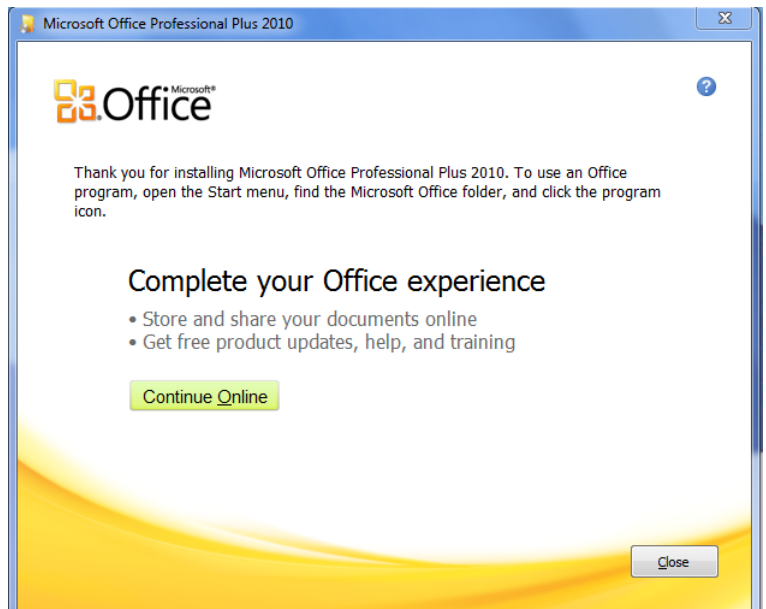 Microsoft Office Professional Plus 2010
Microsoft®
Office
Thank you for installing Microsoft Office Professional Plus 2010. To use an Office
program, open the Start menu, find the Microsoft Office folder, and click the program
icon.
Complete your Office experience
• Store and share your documents online
• Get free product updates, help, and training
Continue Online
Close